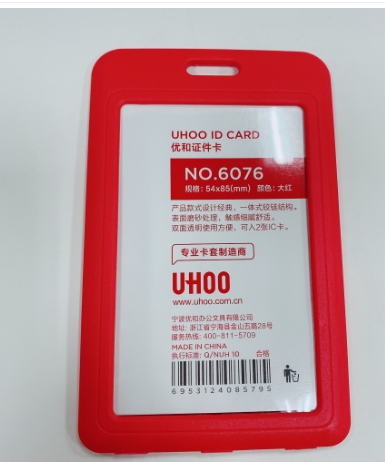 UHOO ID CARD
优和证件卡
NO.6076
规格: 54x85(mm) 颜色: 大红
产品款式设计经典，一体式铰链结构。
表面磨砂处理，触感细腻舒适。
双面透明使用方便，可入2张IC卡。
专业卡套制造商
UHOO
www.uhoo.com.cn
宁波优和办公文具有限公司
地址: 浙江省宁海县金山五路28号
服务热线: 400-811-5709
MADE IN CHINA
执行标准: Q/NUH 10 合格
6953124085795